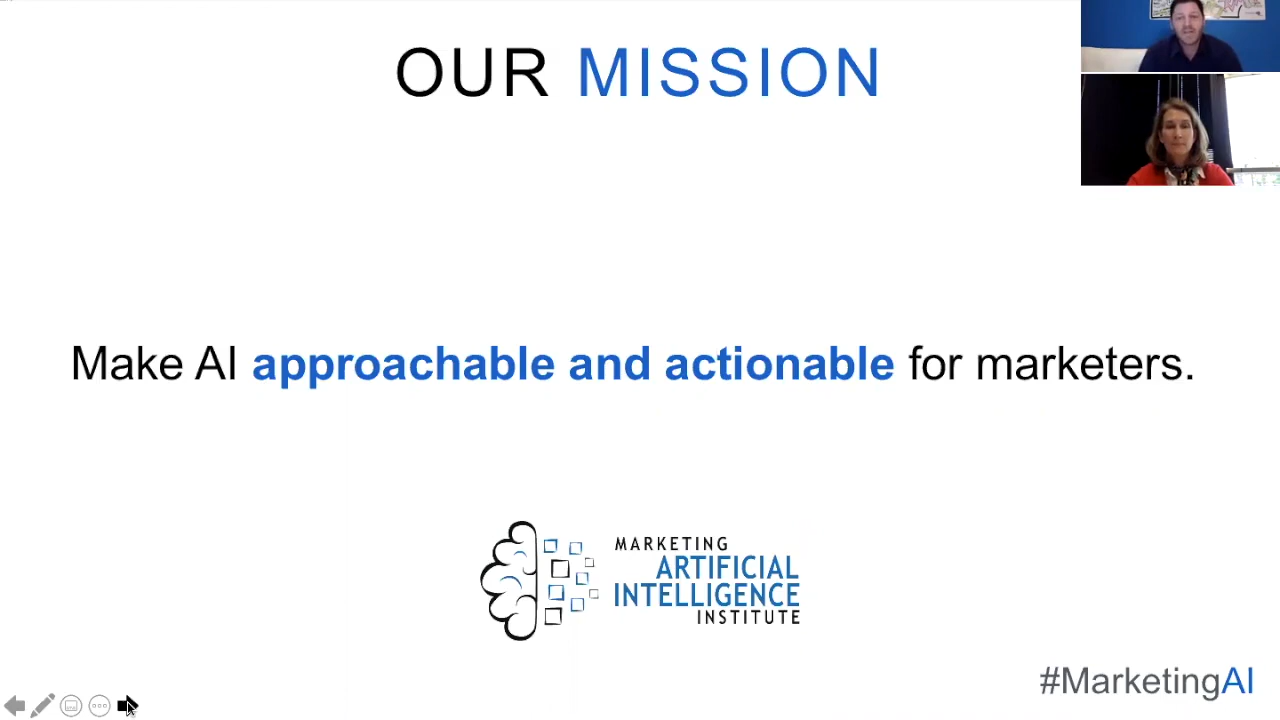 OUR MISSION
Make AI approachable and actionable for marketers.
MARKETING
ARTIFICIAL
INTELLIGENCE
INSTITUTE
#MarketingAI